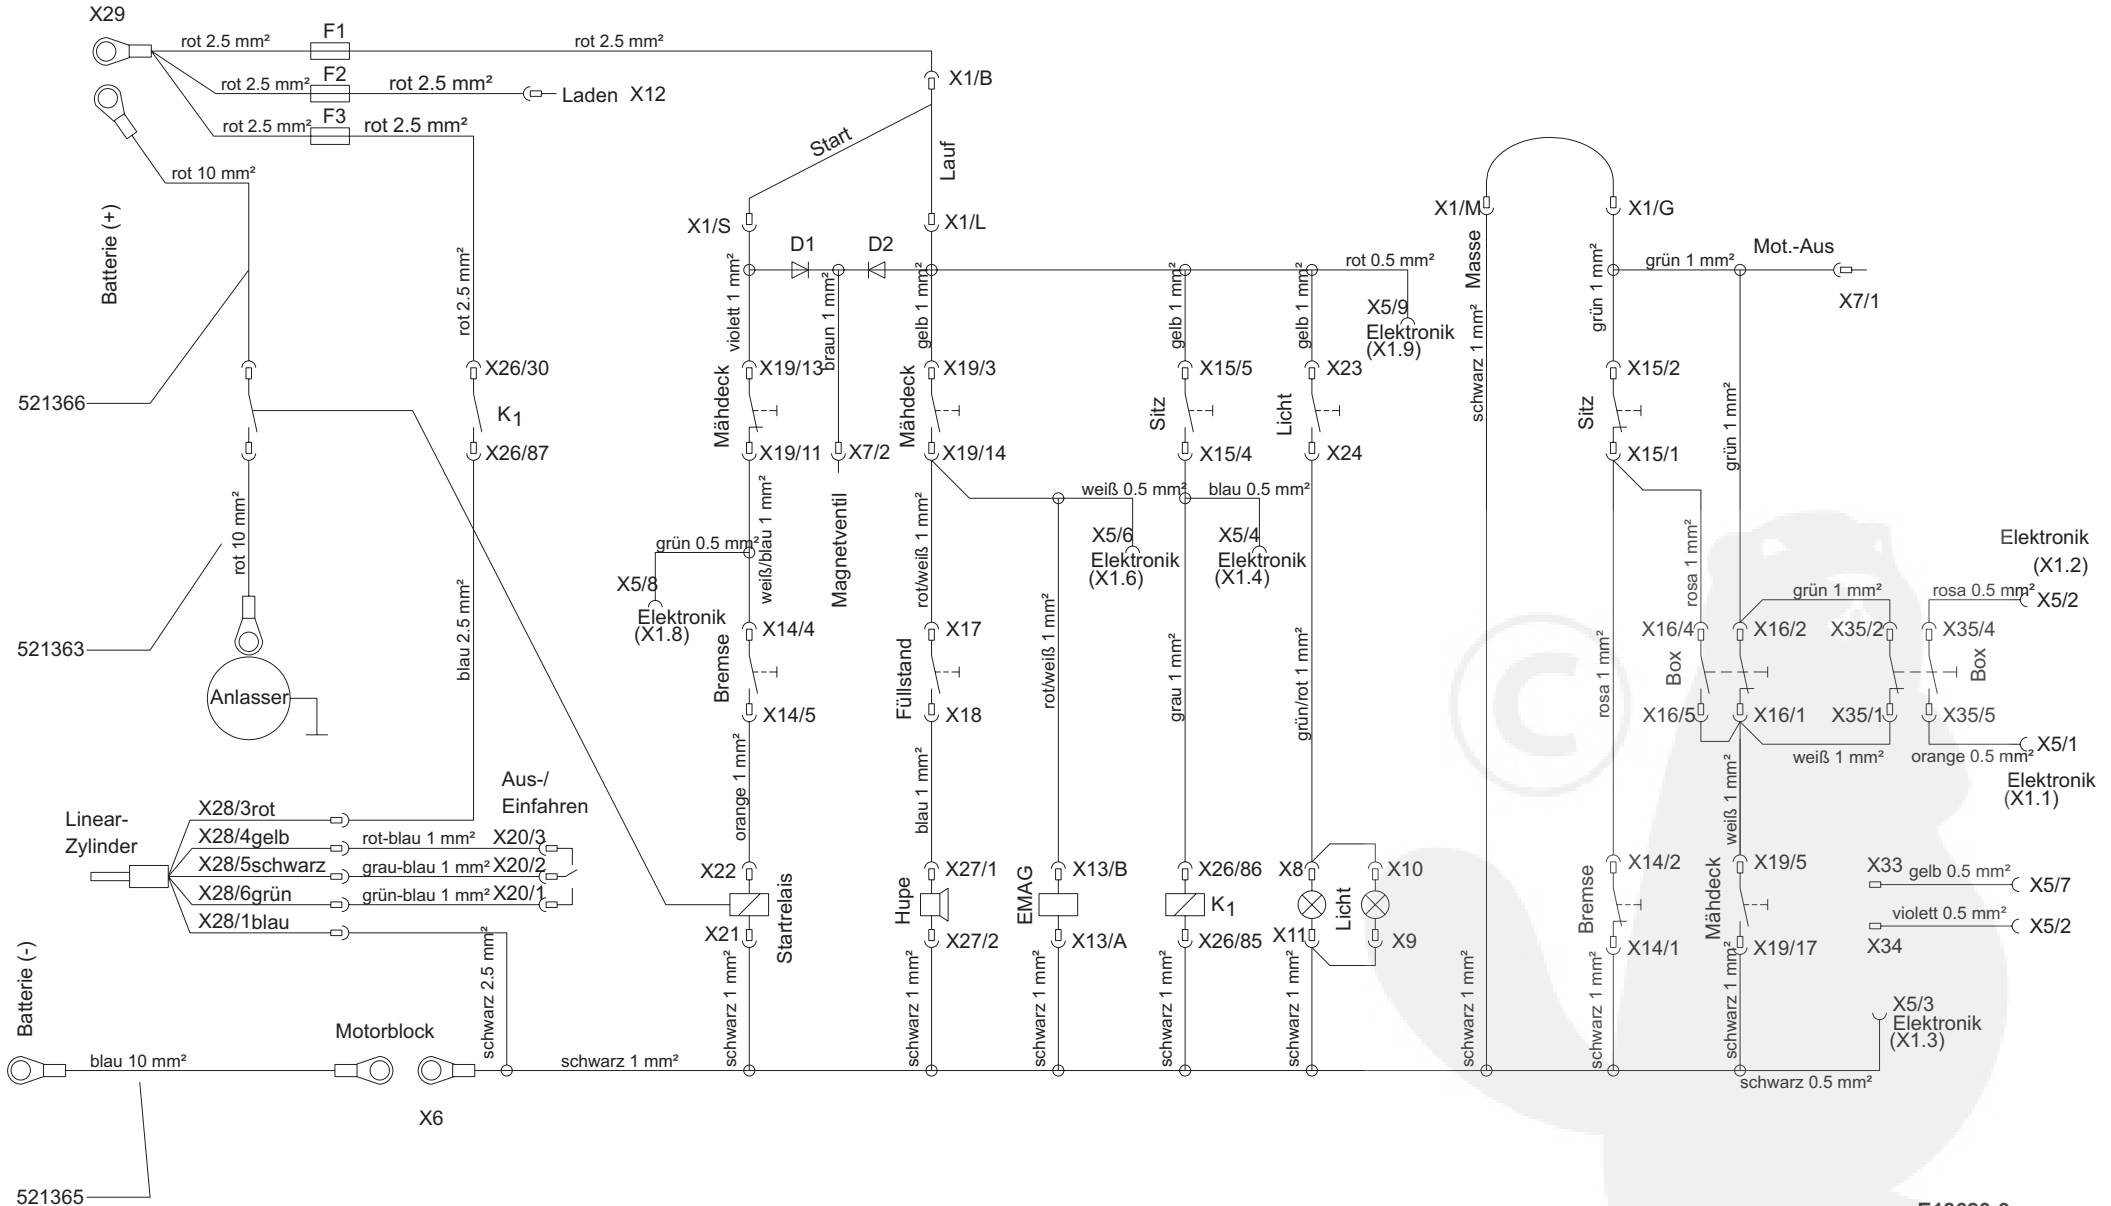 X29
rot 2.5 mm²
F1
rot 2.5 mm²
X1/B
rot 2.5 mm²
F2
rot 2.5 mm²
Laden X12
rot 2.5 mm²
F3
rot 2.5 mm²
Start
Lauf
rot 10 mm²
Batterie (+)
X1/S
X1/L
X1/M
X1/G
D1
D2
rot 0.5 mm²
Masse
grün 1 mm²
Mot.-Aus
X7/1
rot 2.5 mm²
violett 1 mm²
braun 1 mm²
gelb 1 mm²
gelb 1 mm²
gelb 1 mm²
X5/9
Elektronik
(X1.9)
schwarz 1 mm²
grün 1 mm²
grün 1 mm²
521366
X26/30
K1
X26/87
X19/13
Mähdeck
X19/11
X7/2
Magnetventil
X19/3
Mähdeck
X19/14
X15/5
Sitz
X15/4
X23
Licht
X24
X15/2
Sitz
X15/1
weiß 0.5 mm²
blau 0.5 mm²
X5/6
Elektronik
(X1.6)
X5/4
Elektronik
(X1.4)
rot 10 mm²
521363
Anlasser
blau 2.5 mm²
grün 0.5 mm²
X5/8
Elektronik
(X1.8)
weiß/blau 1 mm²
rot/weiß 1 mm²
rot/weiß 1 mm²
grau 1 mm²
grün/rot 1 mm²
rosa 1 mm²
rosa 1 mm²
grün 1 mm²
Elektronik
(X1.2)
rosa 0.5 mm²
X5/2
X14/4
Bremse
X14/5
X17
Füllstand
X18
X16/4
X16/2
X35/2
X35/4
Box
Box
X16/5
X16/1
X35/1
X35/5
weiß 1 mm²
orange 0.5 mm²
X5/1
Elektronik
(X1.1)
orange 1 mm²
blau 1 mm²
weiß 1 mm²
Aus-/
Einfahren
Linear-
Zylinder
X28/3rot
X28/4gelb
rot-blau 1 mm²
X20/3
X28/5schwarz
grau-blau 1 mm²
X20/2
X28/6grün
grün-blau 1 mm²
X20/1
X28/1blau
X22
X21
Startrelais
X27/1
Hupe
X27/2
X13/B
EMAG
X13/A
X26/86
K1
X26/85
X8
X10
Licht
X11
X9
X14/2
Bremse
X14/1
X19/5
Mähdeck
X19/17
X33
gelb 0.5 mm²
X5/7
violett 0.5 mm²
X5/2
X34
X5/3
Elektronik
(X1.3)
schwarz 2.5 mm²
schwarz 1 mm²
schwarz 1 mm²
schwarz 1 mm²
schwarz 1 mm²
schwarz 1 mm²
schwarz 1 mm²
schwarz 1 mm²
schwarz 1 mm²
Batterie (-)
blau 10 mm²
Motorblock
X6
schwarz 1 mm²
schwarz 0.5 mm²
521365
©